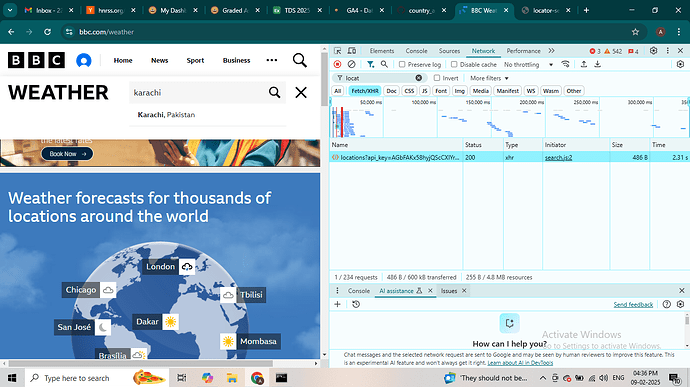 Inbox - 22
hnrss.org
My Dash
Graded A
TDS 2025
GA4 - Da
country_a
BBC Wea
locator-se
bbc.com/weather
BBC
Home
News
Sport
Business
WEATHER
karachi
Karachi, Pakistan
the latest rates
Book Now →
Weather forecasts for thousands of
locations around the world
London
Chicago
Tbilisi
San José
Dakar
Mombasa
Brasília
Elements
Console
Sources
Network
Performance
3
542
4
Preserve log
Disable cache
No throttling
locat
Invert
More filters
All
Fetch/XHR
Doc
CSS
JS
Font
Img
Media
Manifest
WS
Wasm
Other
50,000 ms
100,000 ms
150,000 ms
200,000 ms
250,000 ms
300,000 ms
Name
Status
Type
Initiator
Size
Time
200
xhr
search.js:2
486 B
2.31 s
1 / 234 requests
486 B / 600 kB transferred
255 B / 4.8 MB resources
Console
AI assistance
Issues
Send feedback
How can I help you?
Activate Windows
Go to Settings to activate Windows.
Chat messages and the selected network request are sent to Google and may be seen by human reviewers to improve this feature. This is an experimental AI feature and won't always get it right. Learn about AI in DevTools
Type here to search
"They should not be...
ENG
04:36 PM
09-02-2025